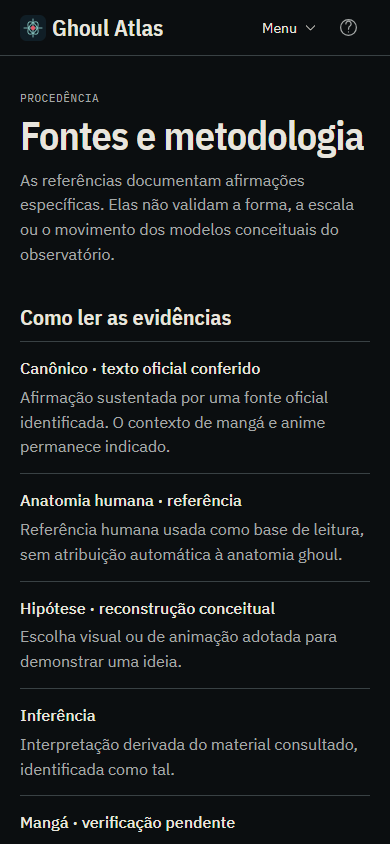 Ghoul Atlas
Menu
?
PROCEDÊNCIA
Fontes e metodologia
As referências documentam afirmações
específicas. Elas não validam a forma, a escala
ou o movimento dos modelos conceituais do
observatório.
Como ler as evidências
Canônico · texto oficial conferido
Afirmação sustentada por uma fonte oficial
identificada. O contexto de mangá e anime
permanece indicado.
Anatomia humana · referência
Referência humana usada como base de leitura,
sem atribuição automática à anatomia ghoul.
Hipótese · reconstrução conceitual
Escolha visual ou de animação adotada para
demonstrar uma ideia.
Inferência
Interpretação derivada do material consultado,
identificada como tal.
Mangá · verificação pendente